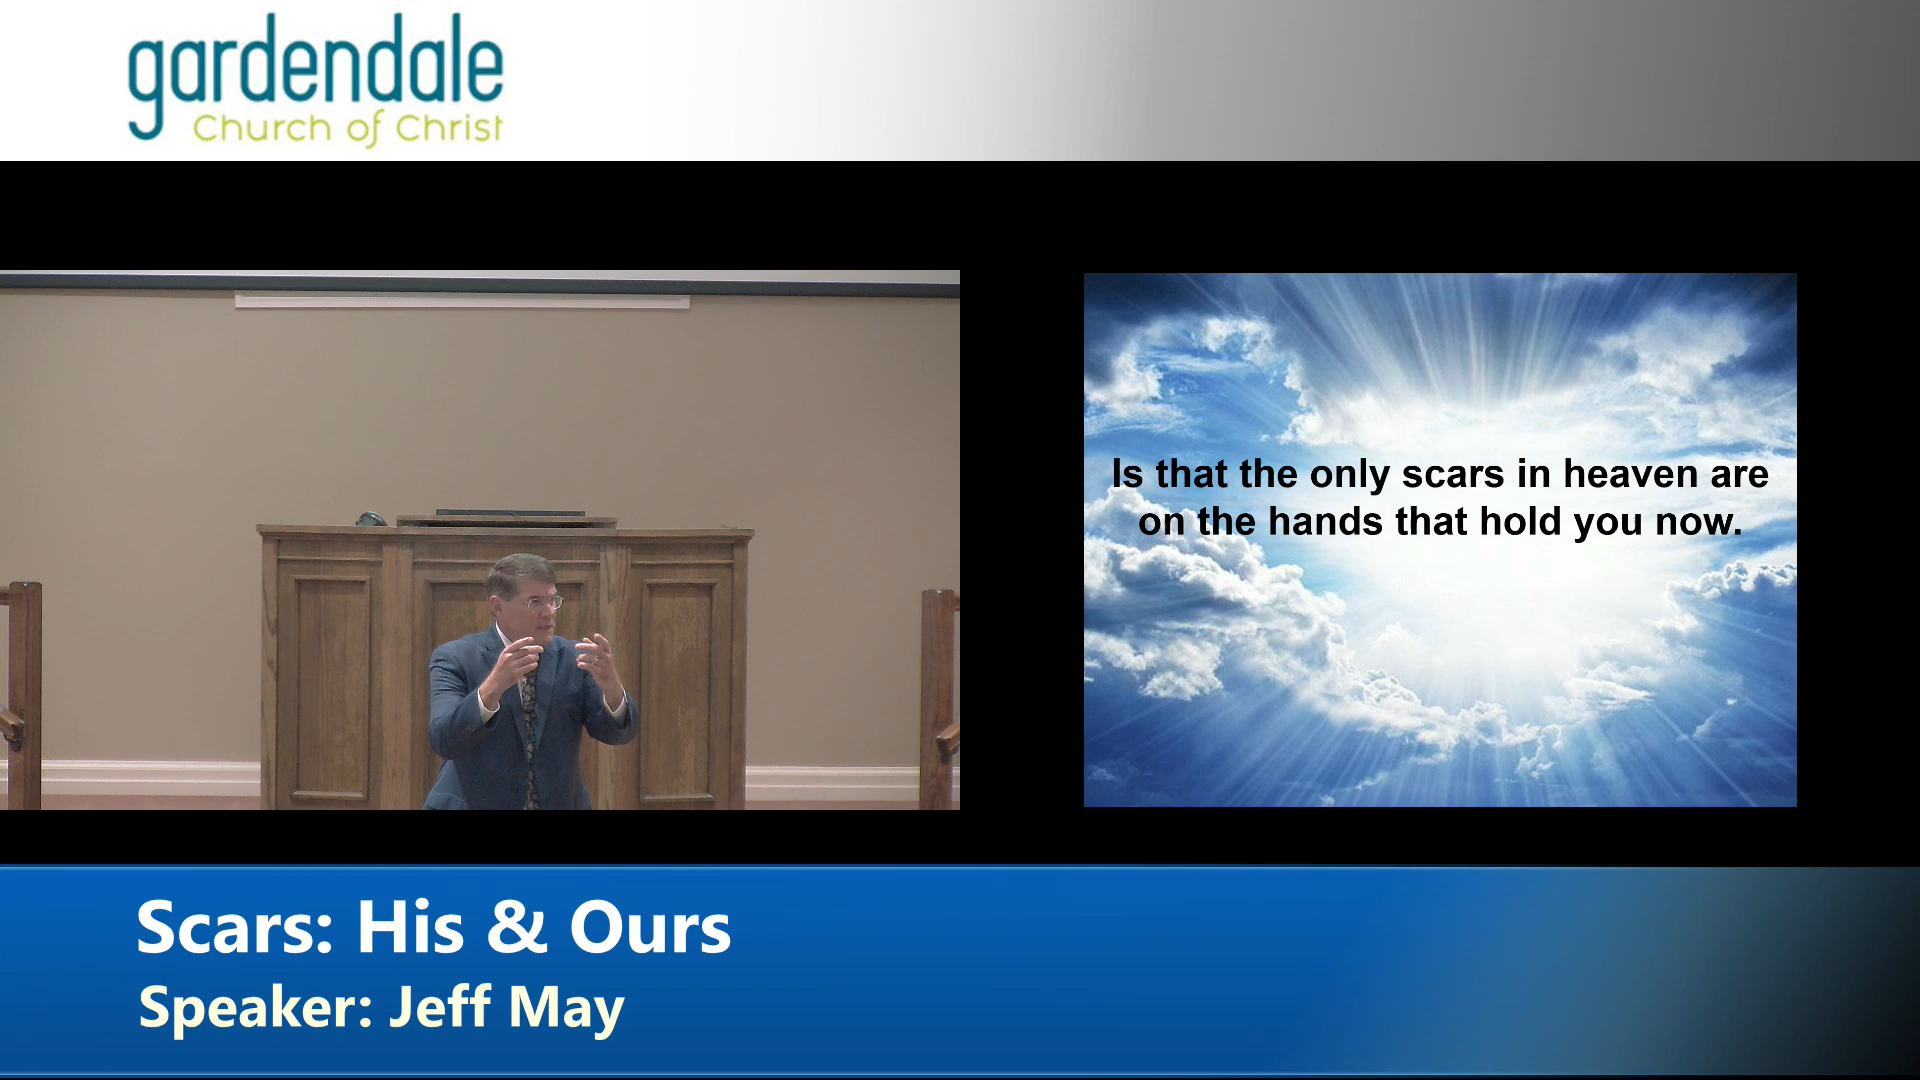 gardendale
Church of Christ
Is that the only scars in heaven are
on the hands that hold you now.
Scars: His & Ours
Speaker: Jeff May